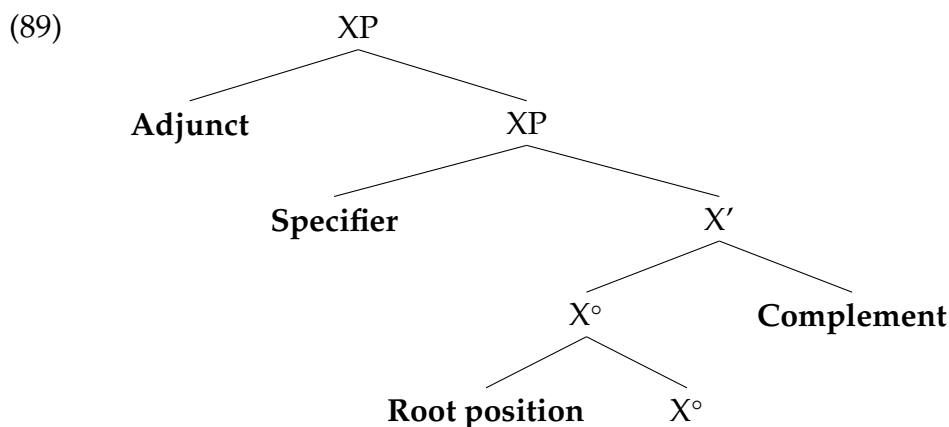 (89) XP
Adjunct XP
Specifier X'
X° Complement
Root position X°